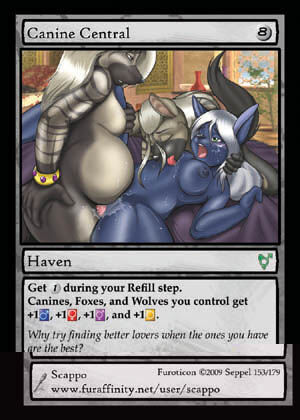 Canine Central 8
Haven
Get 1 during your Refill step.
Canines, Foxes, and Wolves you control get
+1, +1, +1, and +1.
Why try finding better lovers when the ones you have
are the best?
Scappo
Euroticon ©2009 Seppel 153/179
www.furaffinity.net/user/scappo